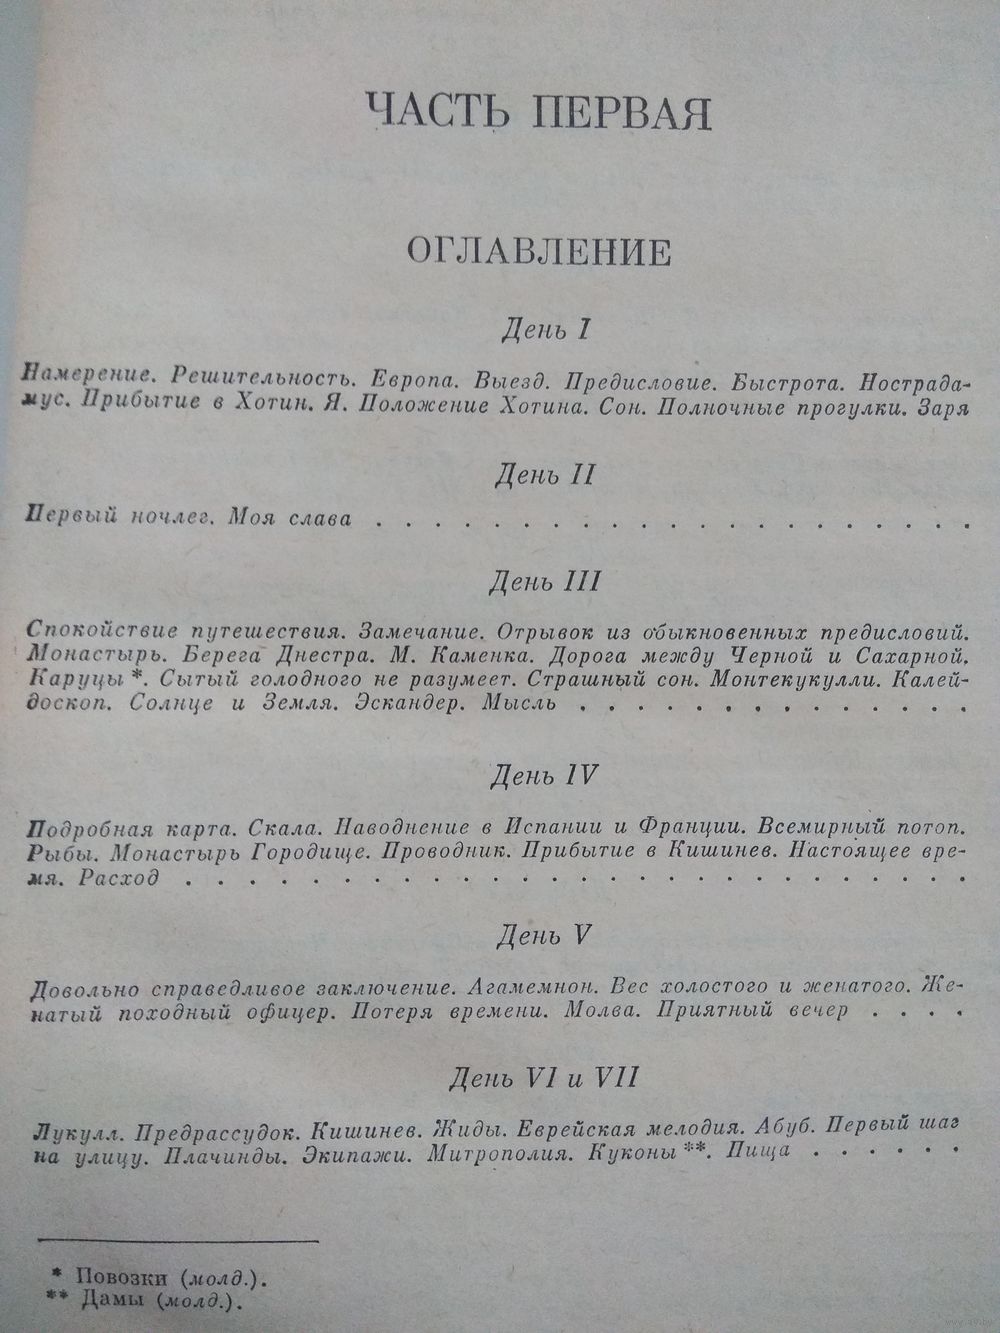 ЧАСТЬ ПЕРВАЯ
ОГЛАВЛЕНИЕ
День I
Намерение. Решительность. Европа. Выезд. Предисловие. Быстрота. Нострада-
мус. Прибытие в Хотин. Я. Положение Хотина. Сон. Полночные прогулки. Заря
День II
Первый ночлег. Моя слава . . . . . . . . . . . . . . . . . . . .
День III
Спокойствие путешествия. Замечание. Отрывок из обыкновенных предисловий.
Монастырь. Берега Днестра. М. Каменка. Дорога между Черной и Сахарной.
Каруцы *. Сытый голодного не разумеет. Страшный сон. Монтекукулли. Калей-
доскоп. Солнце и Земля. Эскандер. Мысль . . . . . . . . . . . . . .
День IV
Подробная карта. Скала. Наводнение в Испании и Франции. Всемирный потоп.
Рыбы. Монастырь Городище. Проводник. Прибытие в Кишинев. Настоящее вре-
мя. Расход . . . . . . . . . . . . . . . . . . . . . . . . .
День V
Довольно справедливое заключение. Агамемнон. Вес холостого и женатого. Же-
натый походный офицер. Потеря времени. Молва. Приятный вечер . . . .
День VI и VII
Лукулл. Предрассудок. Кишинев. Жиды. Еврейская мелодия. Абуб. Первый шаг
на улицу. Плачинды. Экипажи. Митрополия. Куконы **. Пища . . . . . .
* Повозки (молд.).
** Дамы (молд.).